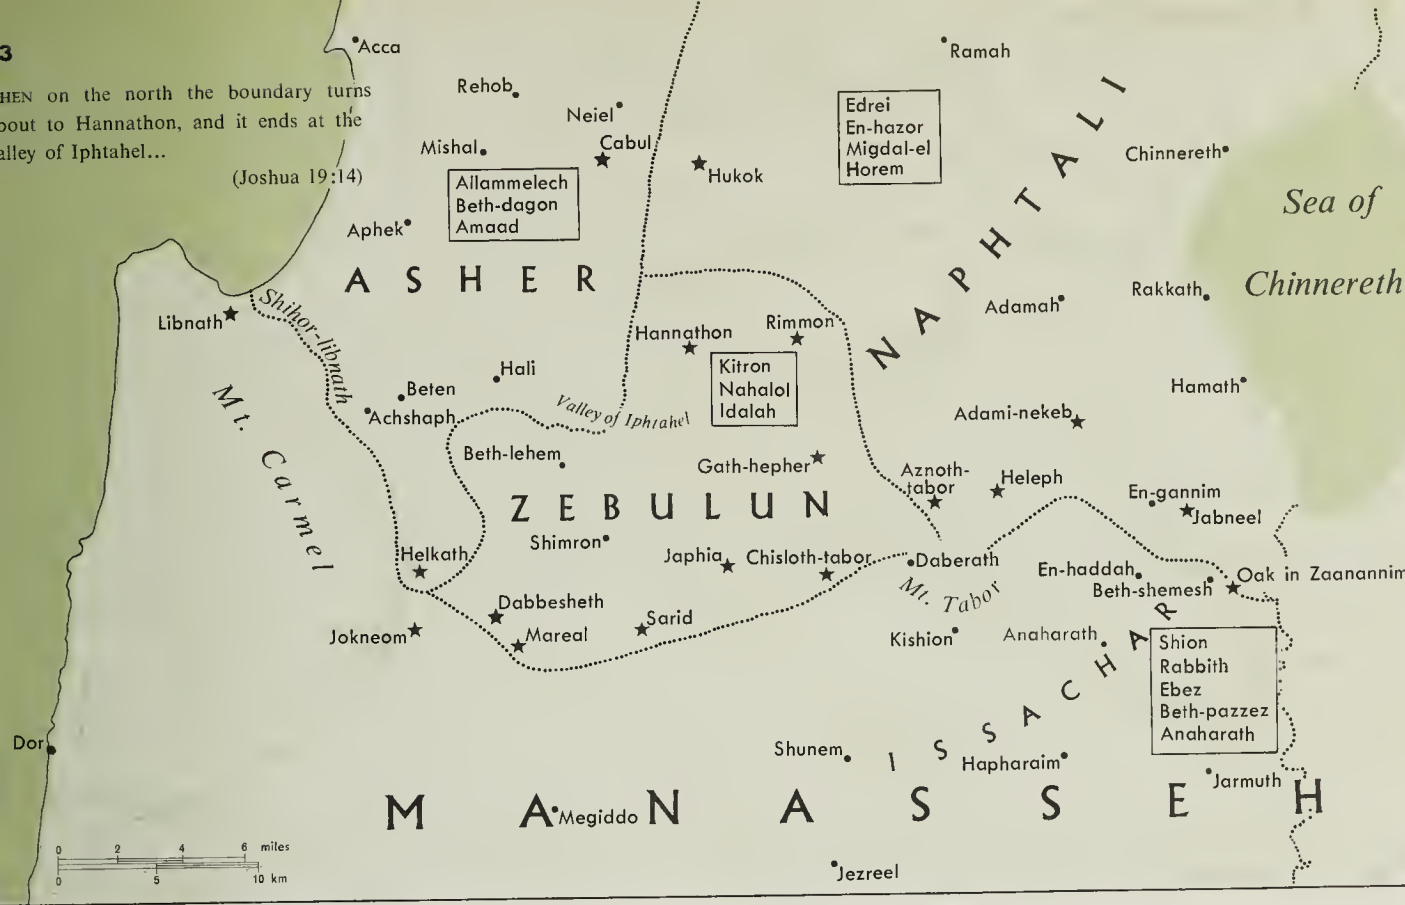 3
HEN on the north the boundary turns
bout to Hannathon, and it ends at the
alley of Iphtahel...
(Joshua 19:14)
Acca
Ramah
Rehob
Neiel
Edrei
En-hazor
Migdal-el
Horem
Mishal
Cabul
Hukok
Chinnereth
Allammelech
Beth-dagon
Amaad
Aphek
Sea of
Chinnereth
ASHER
NAPHTALI
Libnath
Shihor-libnath
Adamah
Rakkath
Hannathon
Rimmon
Kitron
Nahalol
Idalah
Hali
Beten
Achshaph
Valley of Iphtahel
Hamath
Adami-nekeb
Mt. Carmel
Beth-lehem
Gath-hepher
Aznoth-
tabor
Heleph
En-gannim
Jabneel
ZEBULUN
Shimron
Helkath
Japhia
Chisloth-tabor
Daberath
Mt. Tabor
En-haddah
Beth-shemesh
Oak in Zaanannim
Dabbesheth
Jokneom
Mareal
Sarid
Kishion
Anaharath
Shion
Rabbith
Ebez
Beth-pazzez
Anaharath
ISSACHAR
Dor
Shunem
Hapharaim
Jarmuth
MANASSEH
Megiddo
Jezreel
0 2 4 6 miles
0 5 10 km